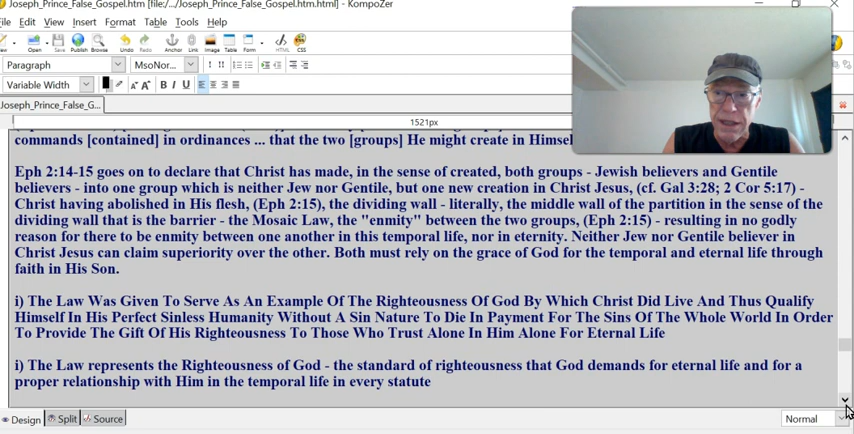 Joseph_Prince_False_Gospel.htm [file:/.../Joseph_Prince_False_Gospel.htm.html] - KompoZer
File Edit View Insert Format Table Tools Help
Open Save Publish Browse Undo Redo Anchor Link Image Table Form HTML CSS
Paragraph MsoNor...
Variable Width A A B I U
Joseph_Prince_False_G...
1521px
commands [contained] in ordinances ... that the two [groups] He might create in Himsel
Eph 2:14-15 goes on to declare that Christ has made, in the sense of created, both groups - Jewish believers and Gentile
believers - into one group which is neither Jew nor Gentile, but one new creation in Christ Jesus, (cf. Gal 3:28; 2 Cor 5:17) -
Christ having abolished in His flesh, (Eph 2:15), the dividing wall - literally, the middle wall of the partition in the sense of the
dividing wall that is the barrier - the Mosaic Law, the "enmity" between the two groups, (Eph 2:15) - resulting in no godly
reason for there to be enmity between one another in this temporal life, nor in eternity. Neither Jew nor Gentile believer in
Christ Jesus can claim superiority over the other. Both must rely on the grace of God for the temporal and eternal life through
faith in His Son.
i) The Law Was Given To Serve As An Example Of The Righteousness Of God By Which Christ Did Live And Thus Qualify
Himself In His Perfect Sinless Humanity Without A Sin Nature To Die In Payment For The Sins Of The Whole World In Order
To Provide The Gift Of His Righteousness To Those Who Trust Alone In Him Alone For Eternal Life
i) The Law represents the Righteousness of God - the standard of righteousness that God demands for eternal life and for a
proper relationship with Him in the temporal life in every statute
Design Split Source Normal